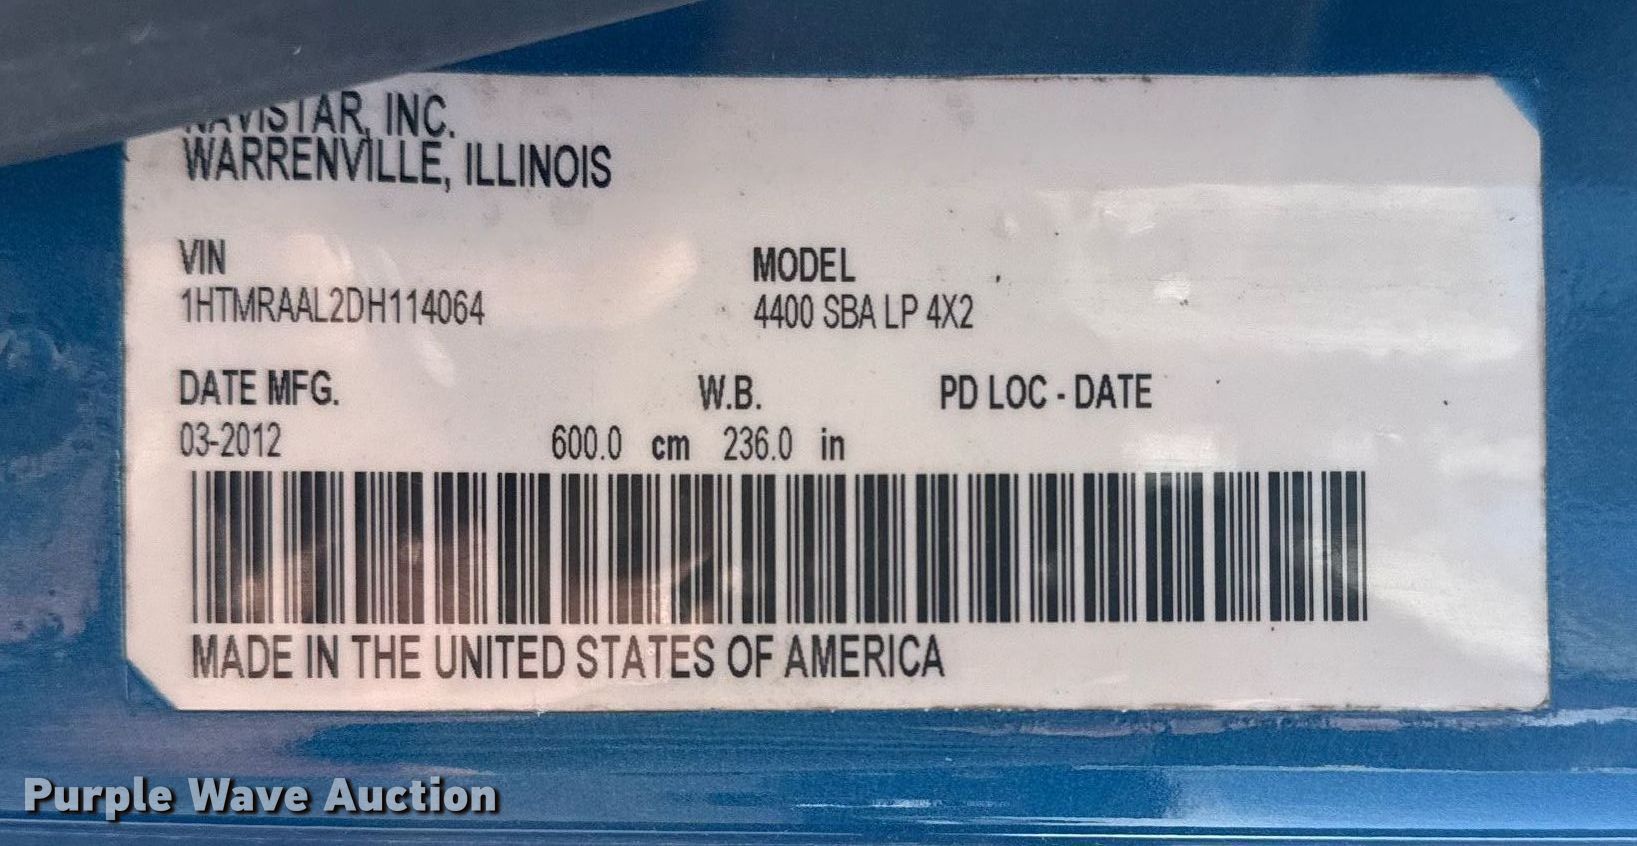 NAVISTAR, INC.
WARRENVILLE, ILLINOIS
VIN MODEL
1HTMRAAL2DH114064 4400 SBA LP 4X2
DATE MFG. W.B. PD LOC - DATE
03-2012 600.0 cm 236.0 in
MADE IN THE UNITED STATES OF AMERICA
Purple Wave Auction